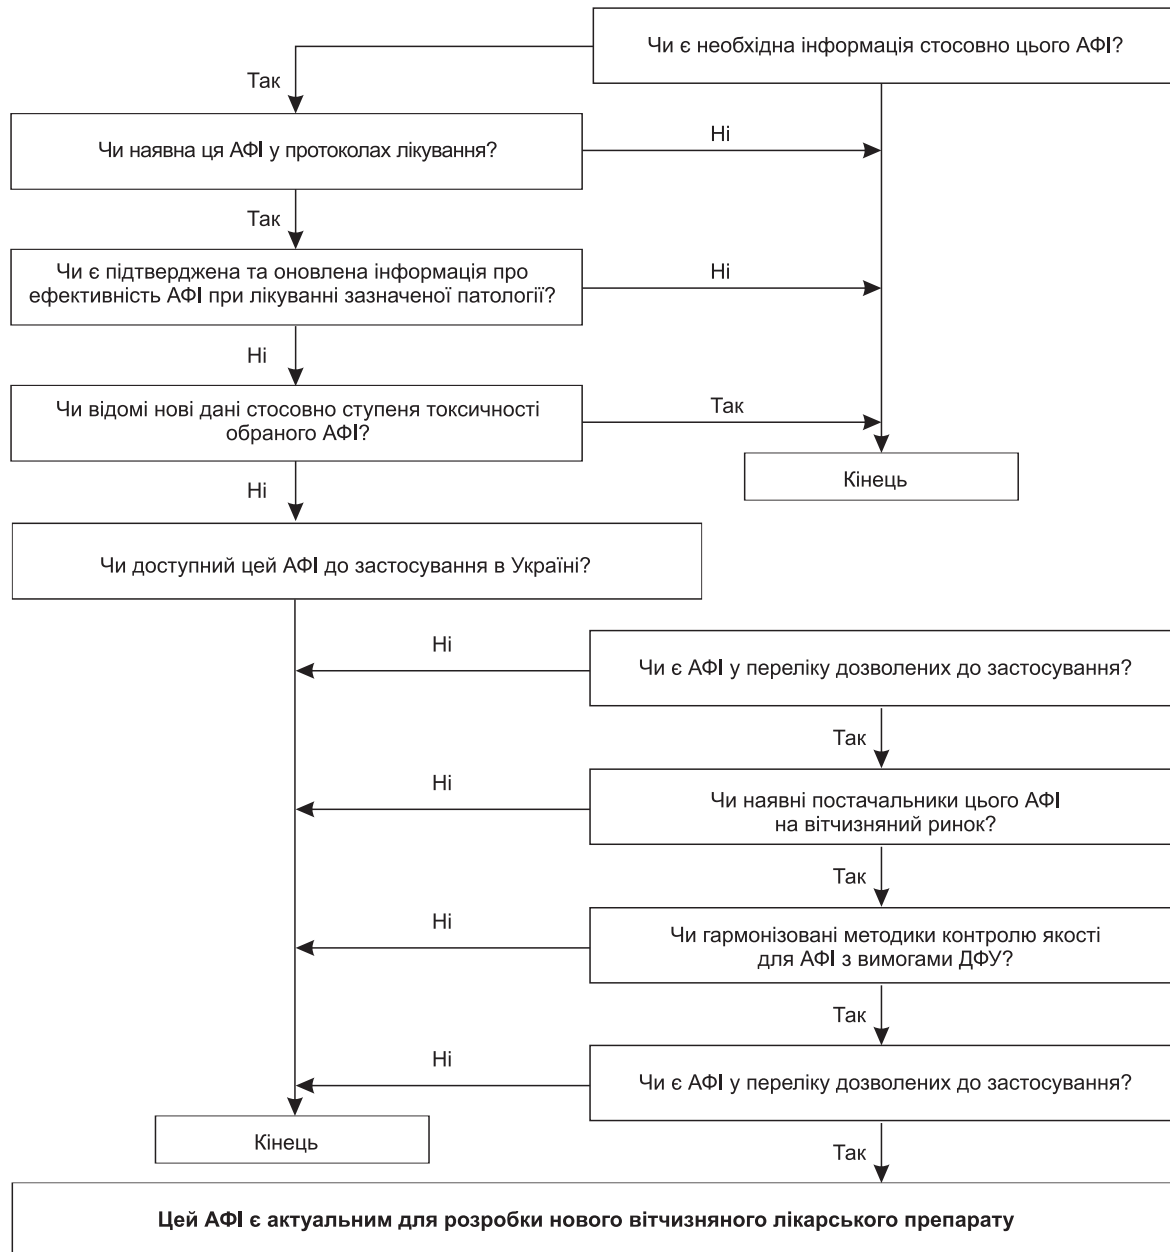 Чи є необхідна інформація стосовно цього АФІ?
Так
Чи наявна ця АФІ у протоколах лікування?
Ні
Так
Чи є підтверджена та оновлена інформація про
ефективність АФІ при лікуванні зазначеної патології?
Ні
Ні
Чи відомі нові дані стосовно ступеня токсичності
обраного АФІ?
Так
Кінець
Ні
Чи доступний цей АФІ до застосування в Україні?
Ні
Чи є АФІ у переліку дозволених до застосування?
Так
Ні
Чи наявні постачальники цього АФІ
на вітчизняний ринок?
Так
Ні
Чи гармонізовані методики контролю якості
для АФІ з вимогами ДФУ?
Так
Ні
Чи є АФІ у переліку дозволених до застосування?
Кінець
Так
Цей АФІ є актуальним для розробки нового вітчизняного лікарського препарату